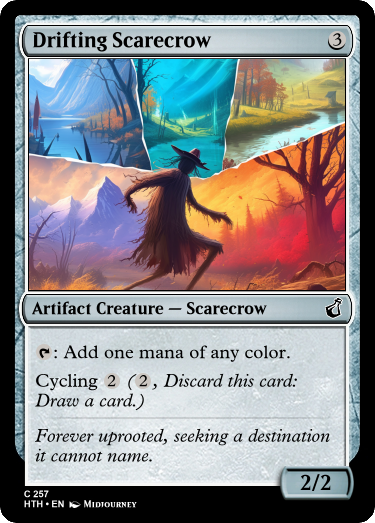 Drifting Scarecrow 3
Artifact Creature — Scarecrow
: Add one mana of any color.
Cycling 2 (2, Discard this card:
Draw a card.)
Forever uprooted, seeking a destination
it cannot name.
2/2
C 257
HTH • EN Midjourney